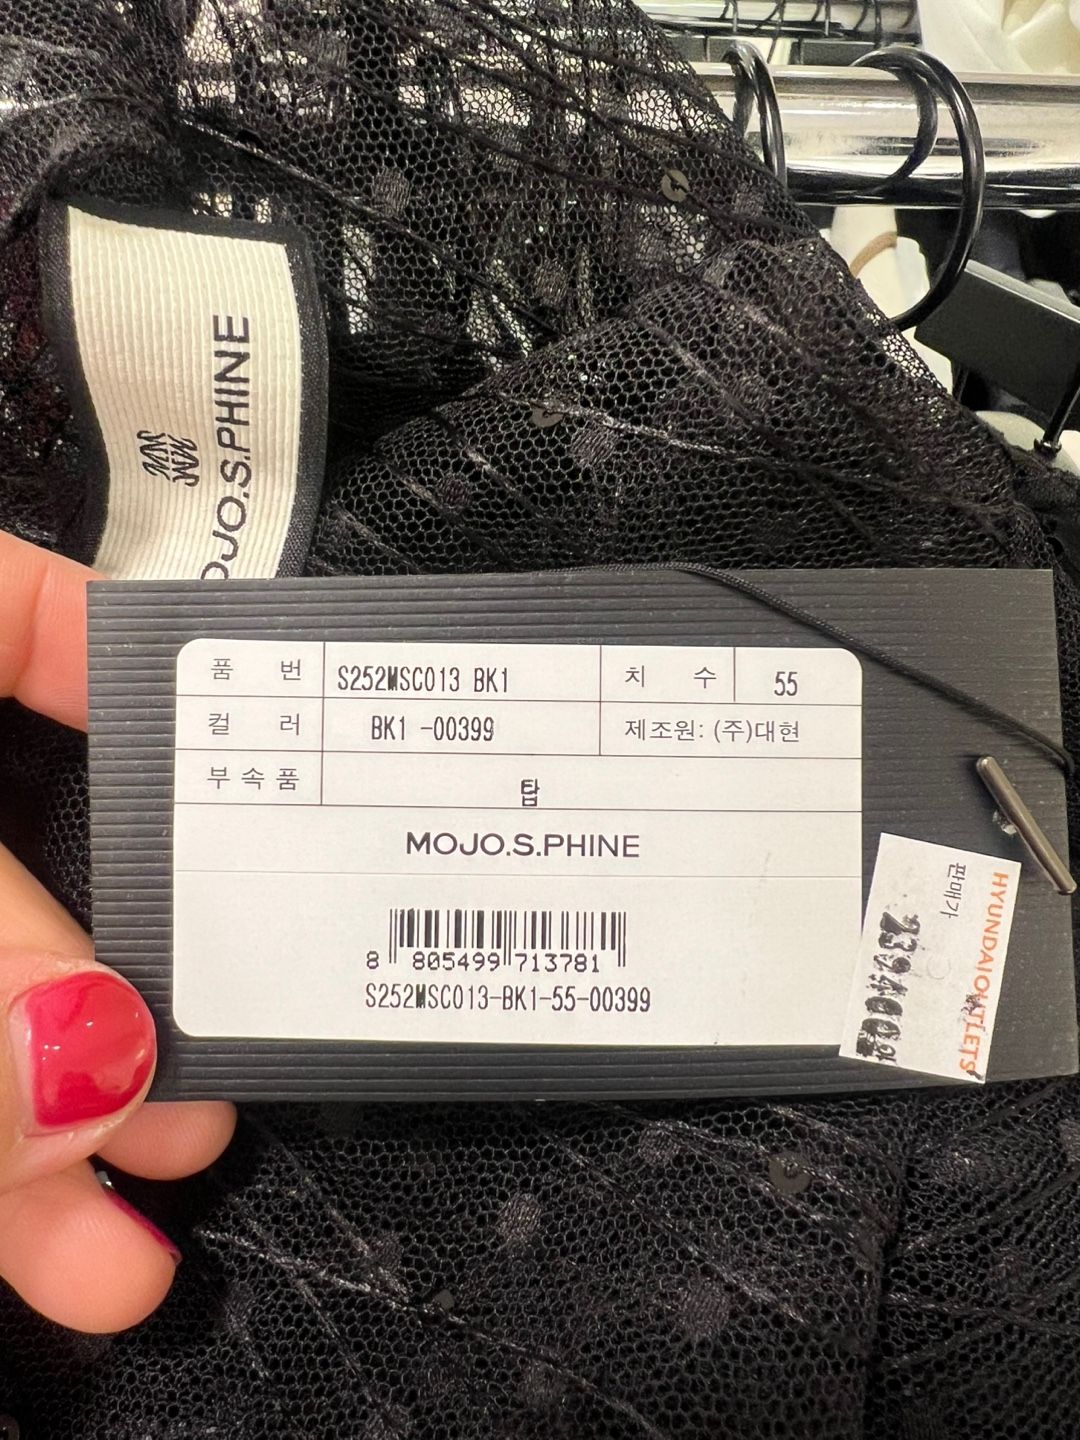 MOJO.S.PHINE
품 번 S252MSC013 BK1 치 수 55
컬 러 BK1 -00399 제조원: (주)대현
부 속 품 탑
MOJO.S.PHINE
8 805499 713781
S252MSC013-BK1-55-00399
HYUNDAI OUTLETS
판매가